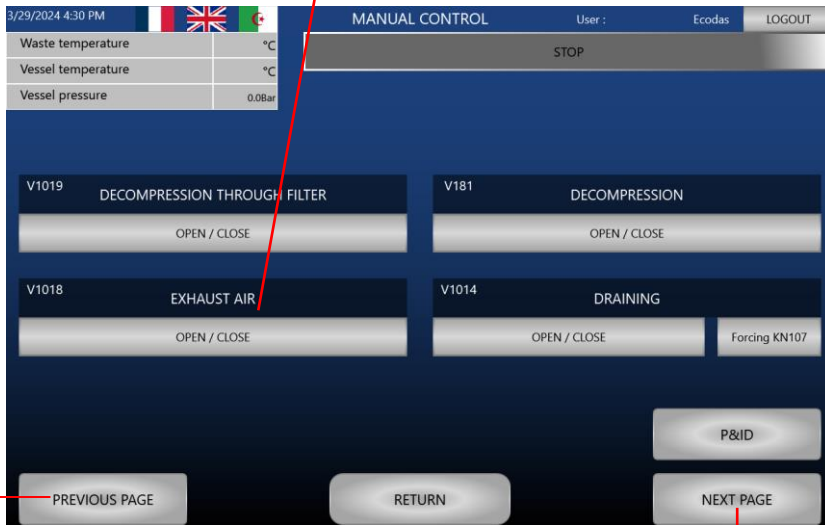 3/29/2024 4:30 PM
MANUAL CONTROL
User :
Ecodas
LOGOUT
Waste temperature °C
STOP
Vessel temperature °C
Vessel pressure 0.0Bar
V1019 DECOMPRESSION THROUGH FILTER
OPEN / CLOSE
V181 DECOMPRESSION
OPEN / CLOSE
V1018 EXHAUST AIR
OPEN / CLOSE
V1014 DRAINING
OPEN / CLOSE
Forcing KN107
P&ID
PREVIOUS PAGE
RETURN
NEXT PAGE